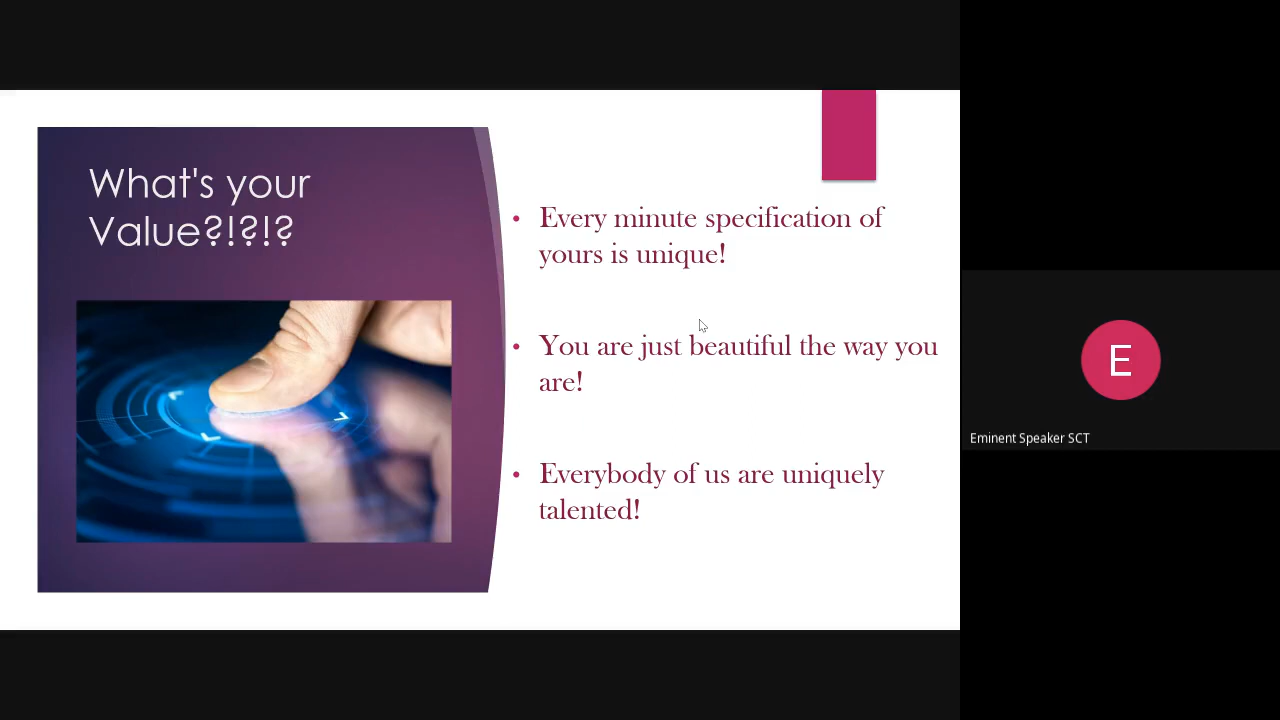 What's your
Value?!?!?
• Every minute specification of
yours is unique!
• You are just beautiful the way you
are!
• Everybody of us are uniquely
talented!
E
Eminent Speaker SCT